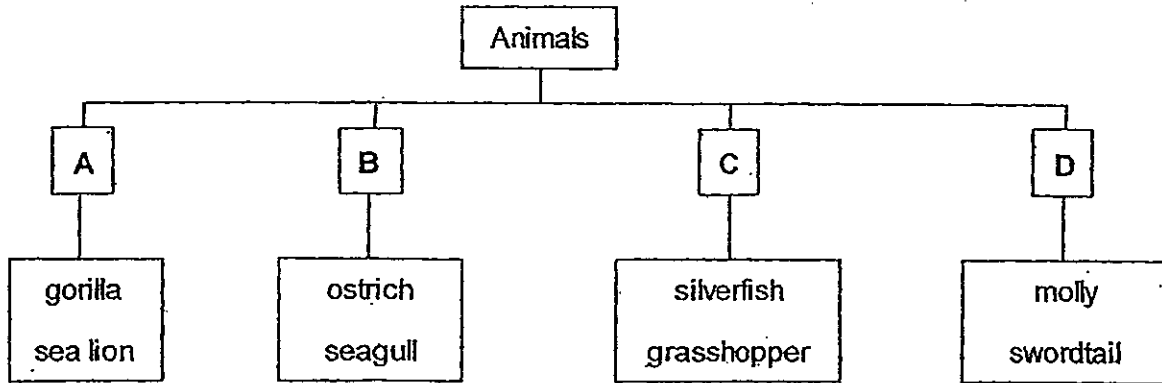 Animals
A
B
C
D
gorilla
sea lion
ostrich
seagull
silverfish
grasshopper
molly
swordtail